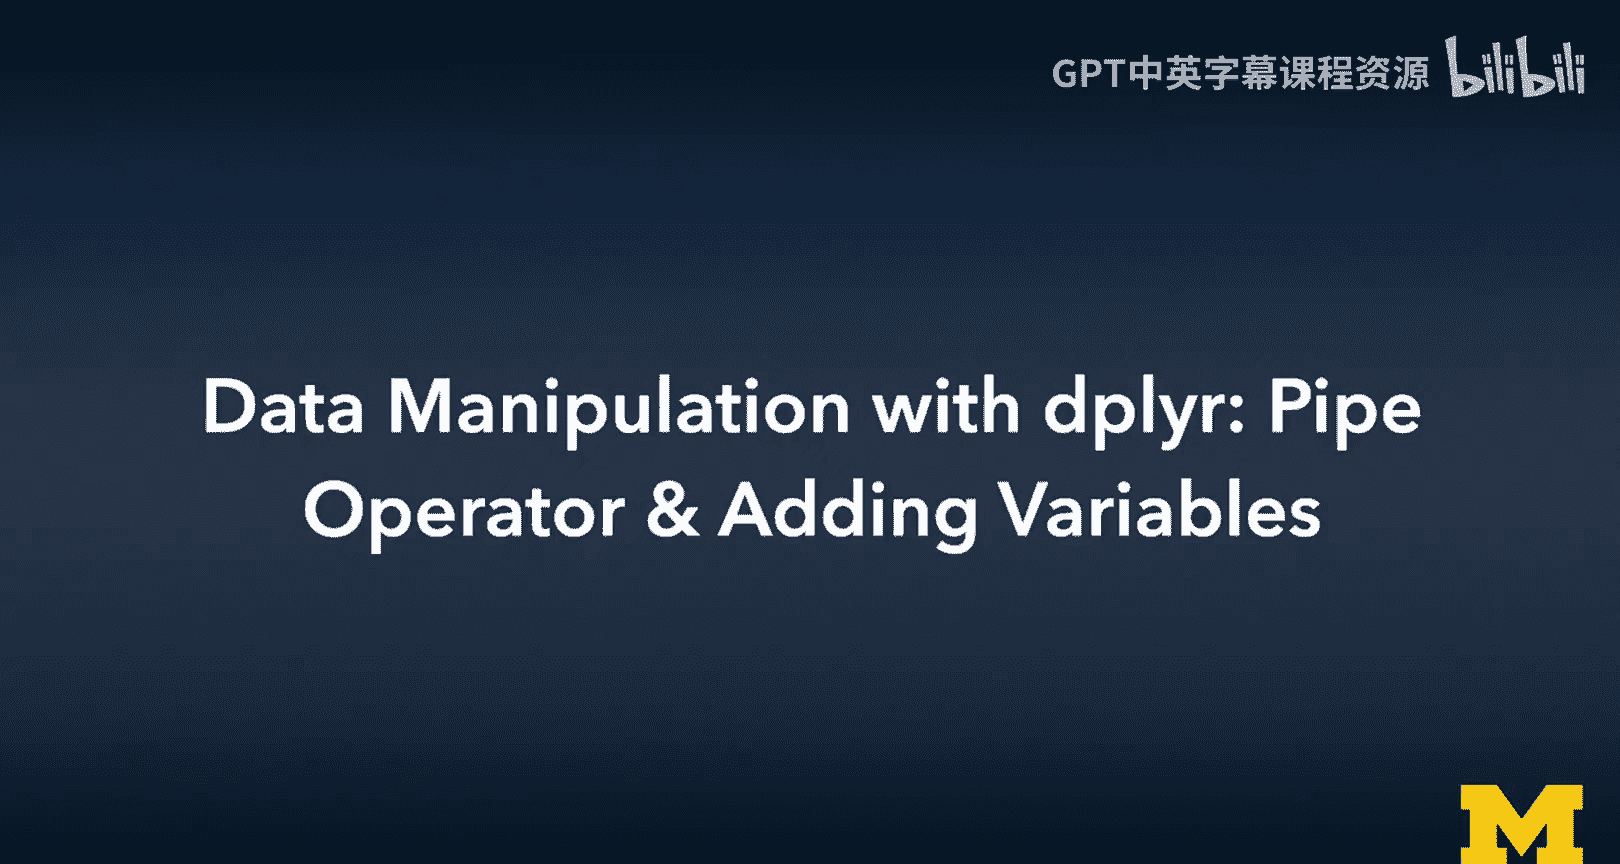 GPT中英字幕课程资源 bilibili
Data Manipulation with dplyr: Pipe
Operator & Adding Variables
M